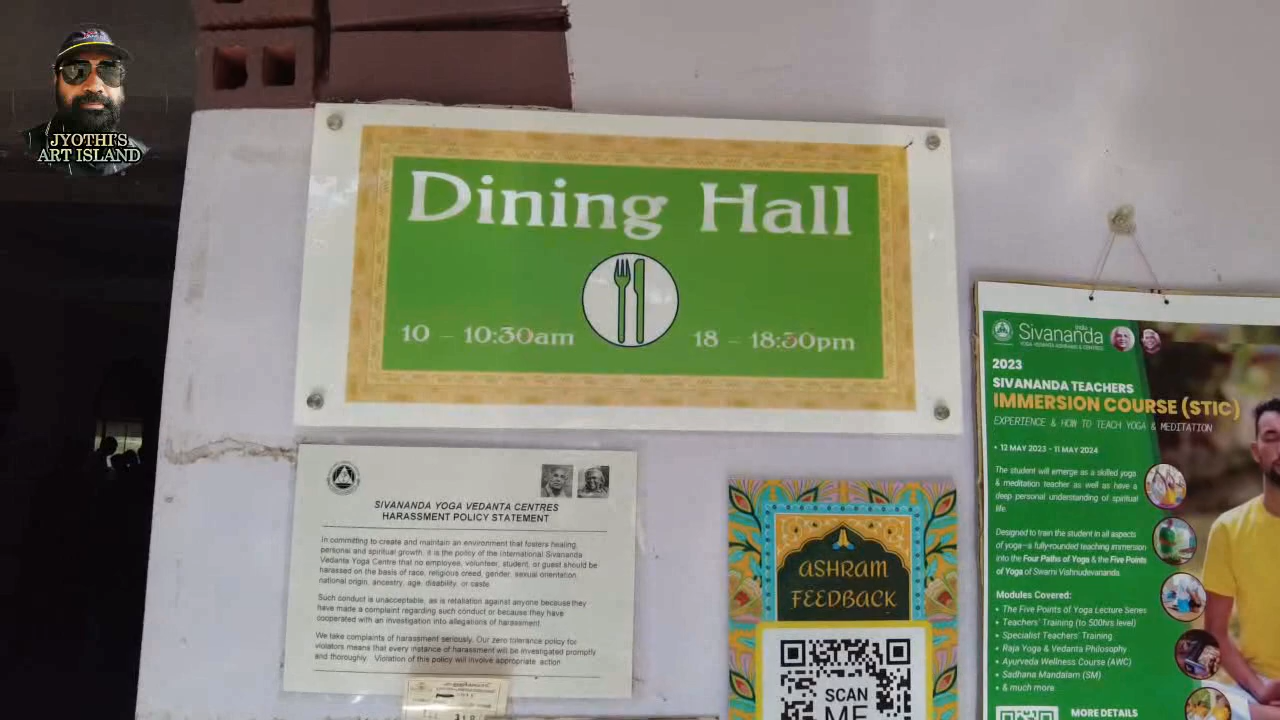 JYOTHI'S
ART ISLAND
Dining Hall
10 – 10:30am
18 – 18:30pm
SIVANANDA YOGA VEDANTA CENTRES
HARASSMENT POLICY STATEMENT
In committing to create and maintain an environment that fosters healing,
personal and spiritual growth, it is the policy of the International Sivananda
Vedanta Yoga Centre that no employee, volunteer, student, or guest should be
harassed on the basis of race, religious creed, gender, sexual orientation,
national origin, ancestry, age, disability, or caste.
Such conduct is unacceptable, as is retaliation against anyone because they
have made a complaint regarding such conduct or because they have
cooperated with an investigation into allegations of harassment.
We take complaints of harassment seriously. Our zero tolerance policy for
violators means that every instance of harassment will be investigated promptly
and thoroughly. Violation of this policy will involve appropriate action
ASHRAM
FEEDBACK
SCAN
ME
India
Sivananda
YOGA VEDANTA ASHRAMS & CENTRES
2023
SIVANANDA TEACHERS
IMMERSION COURSE (STIC)
EXPERIENCE & HOW TO TEACH YOGA & MEDITATION
• 12 MAY 2023 - 11 MAY 2024
The student will emerge as a skilled yoga
& meditation teacher as well as have a
deep personal understanding of spiritual
life.
Designed to train the student in all aspects
of yoga–a fully-rounded teaching immersion
into the Four Paths of Yoga & the Five Points
of Yoga of Swami Vishnudevananda.
Modules Covered:
• The Five Points of Yoga Lecture Series
• Teachers' Training (to 500hrs level)
• Specialist Teachers' Training
• Raja Yoga & Vedanta Philosophy
• Ayurveda Wellness Course (AWC)
• Sadhana Mandalam (SM)
• & much more
MORE DETAILS